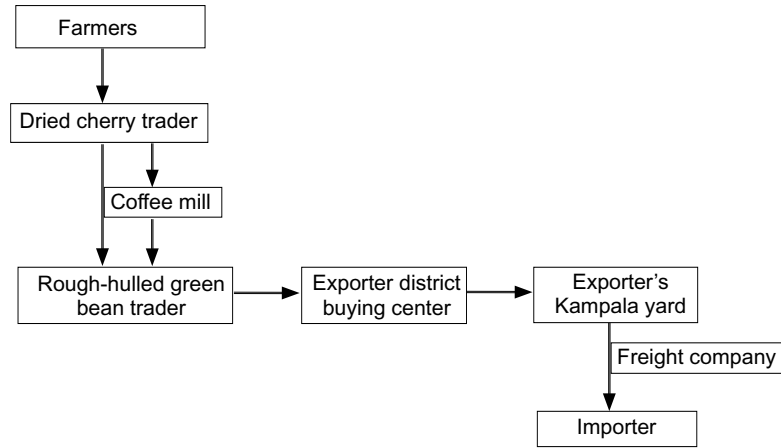 Farmers
Dried cherry trader
Coffee mill
Rough-hulled green
bean trader
Exporter district
buying center
Exporter’s
Kampala yard
Freight company
Importer